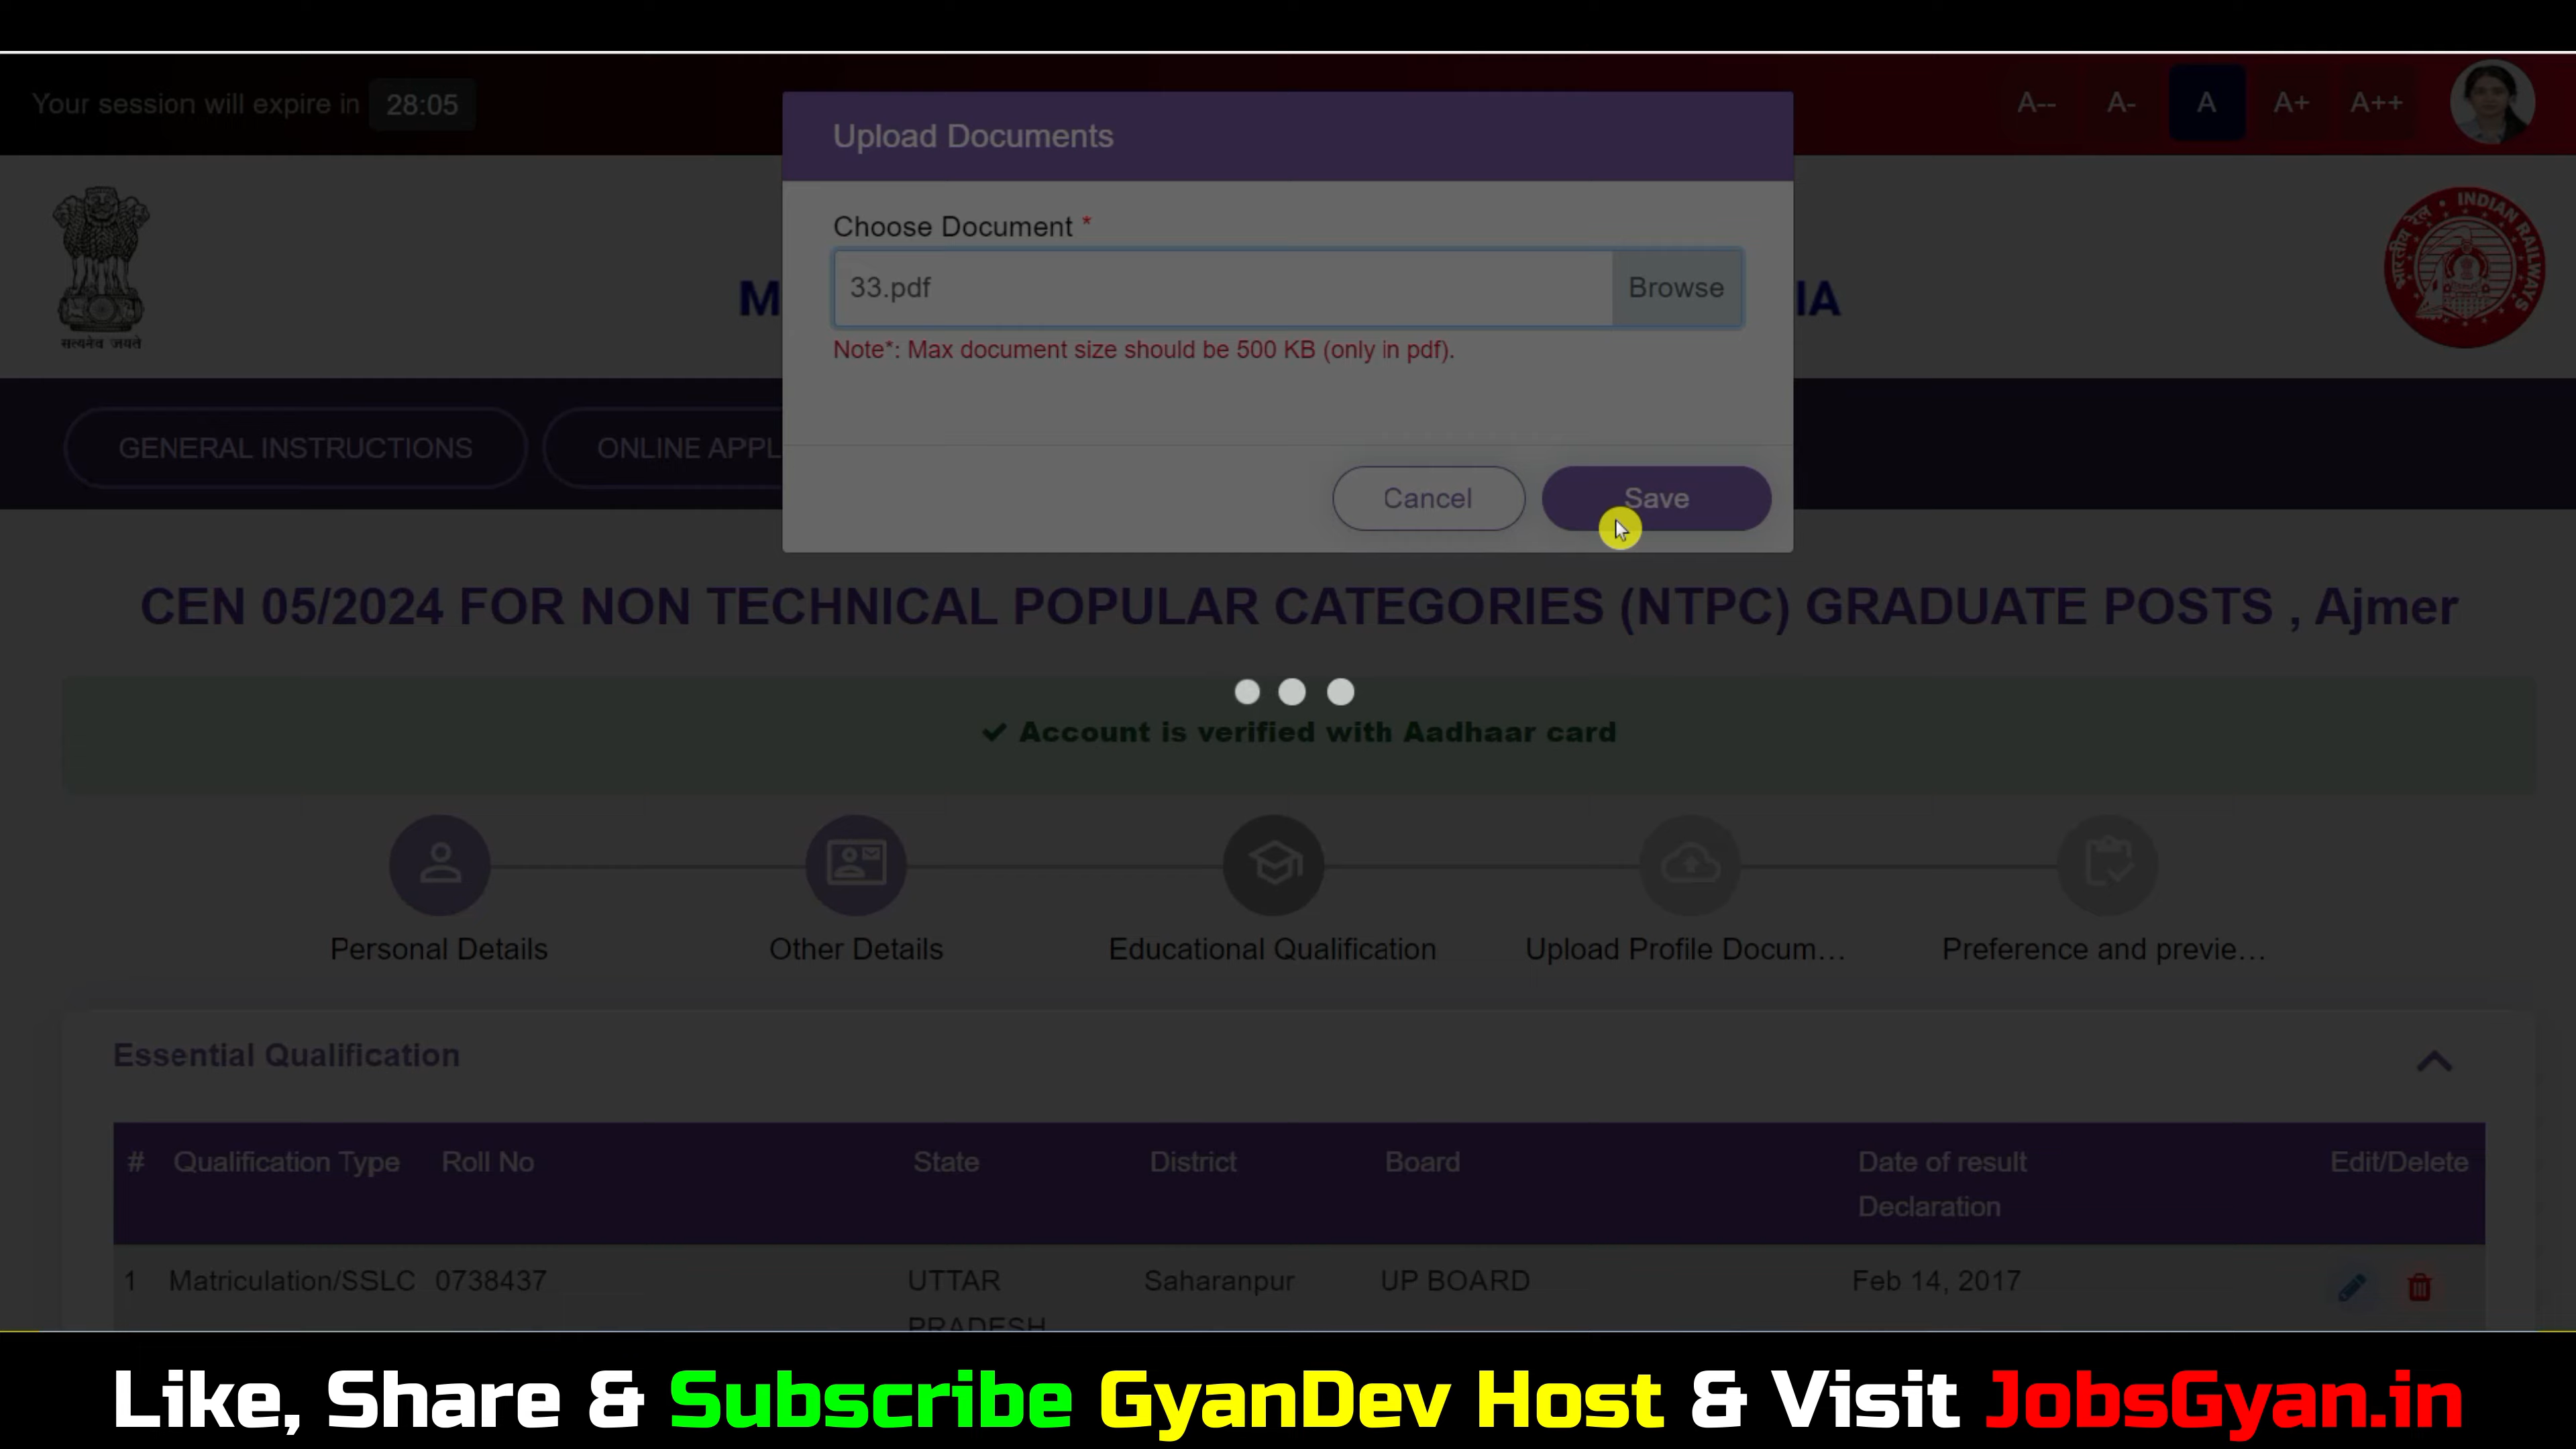 Your session will expire in 28:05
A-- A- A A+ A++
Upload Documents
Choose Document *
33.pdf Browse
Note*: Max document size should be 500 KB (only in pdf).
Cancel Save
सत्यमेव जयते
M
IA
INDIAN RAILWAYS
भारतीय रेल
GENERAL INSTRUCTIONS ONLINE APPL
CEN 05/2024 FOR NON TECHNICAL POPULAR CATEGORIES (NTPC) GRADUATE POSTS , Ajmer
✔ Account is verified with Aadhaar card
Personal Details Other Details Educational Qualification Upload Profile Docum... Preference and previe...
Essential Qualification
# Qualification Type Roll No State District Board Date of result Edit/Delete
Declaration
1 Matriculation/SSLC 0738437 UTTAR Saharanpur UP BOARD Feb 14, 2017
PRADESH
Like, Share & Subscribe GyanDev Host & Visit JobsGyan.in